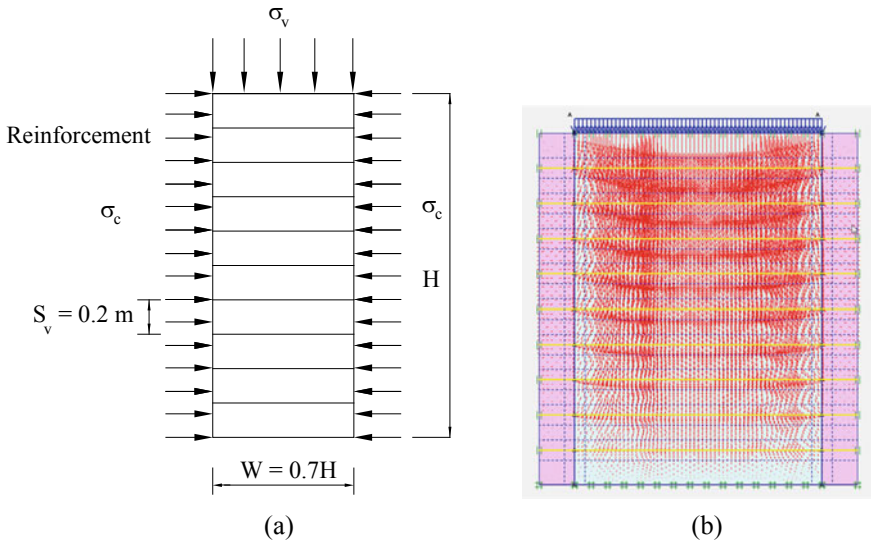 σv
Reinforcement
σc
σc
H
Sv = 0.2 m
W = 0.7H
(a)
A
A
(b)